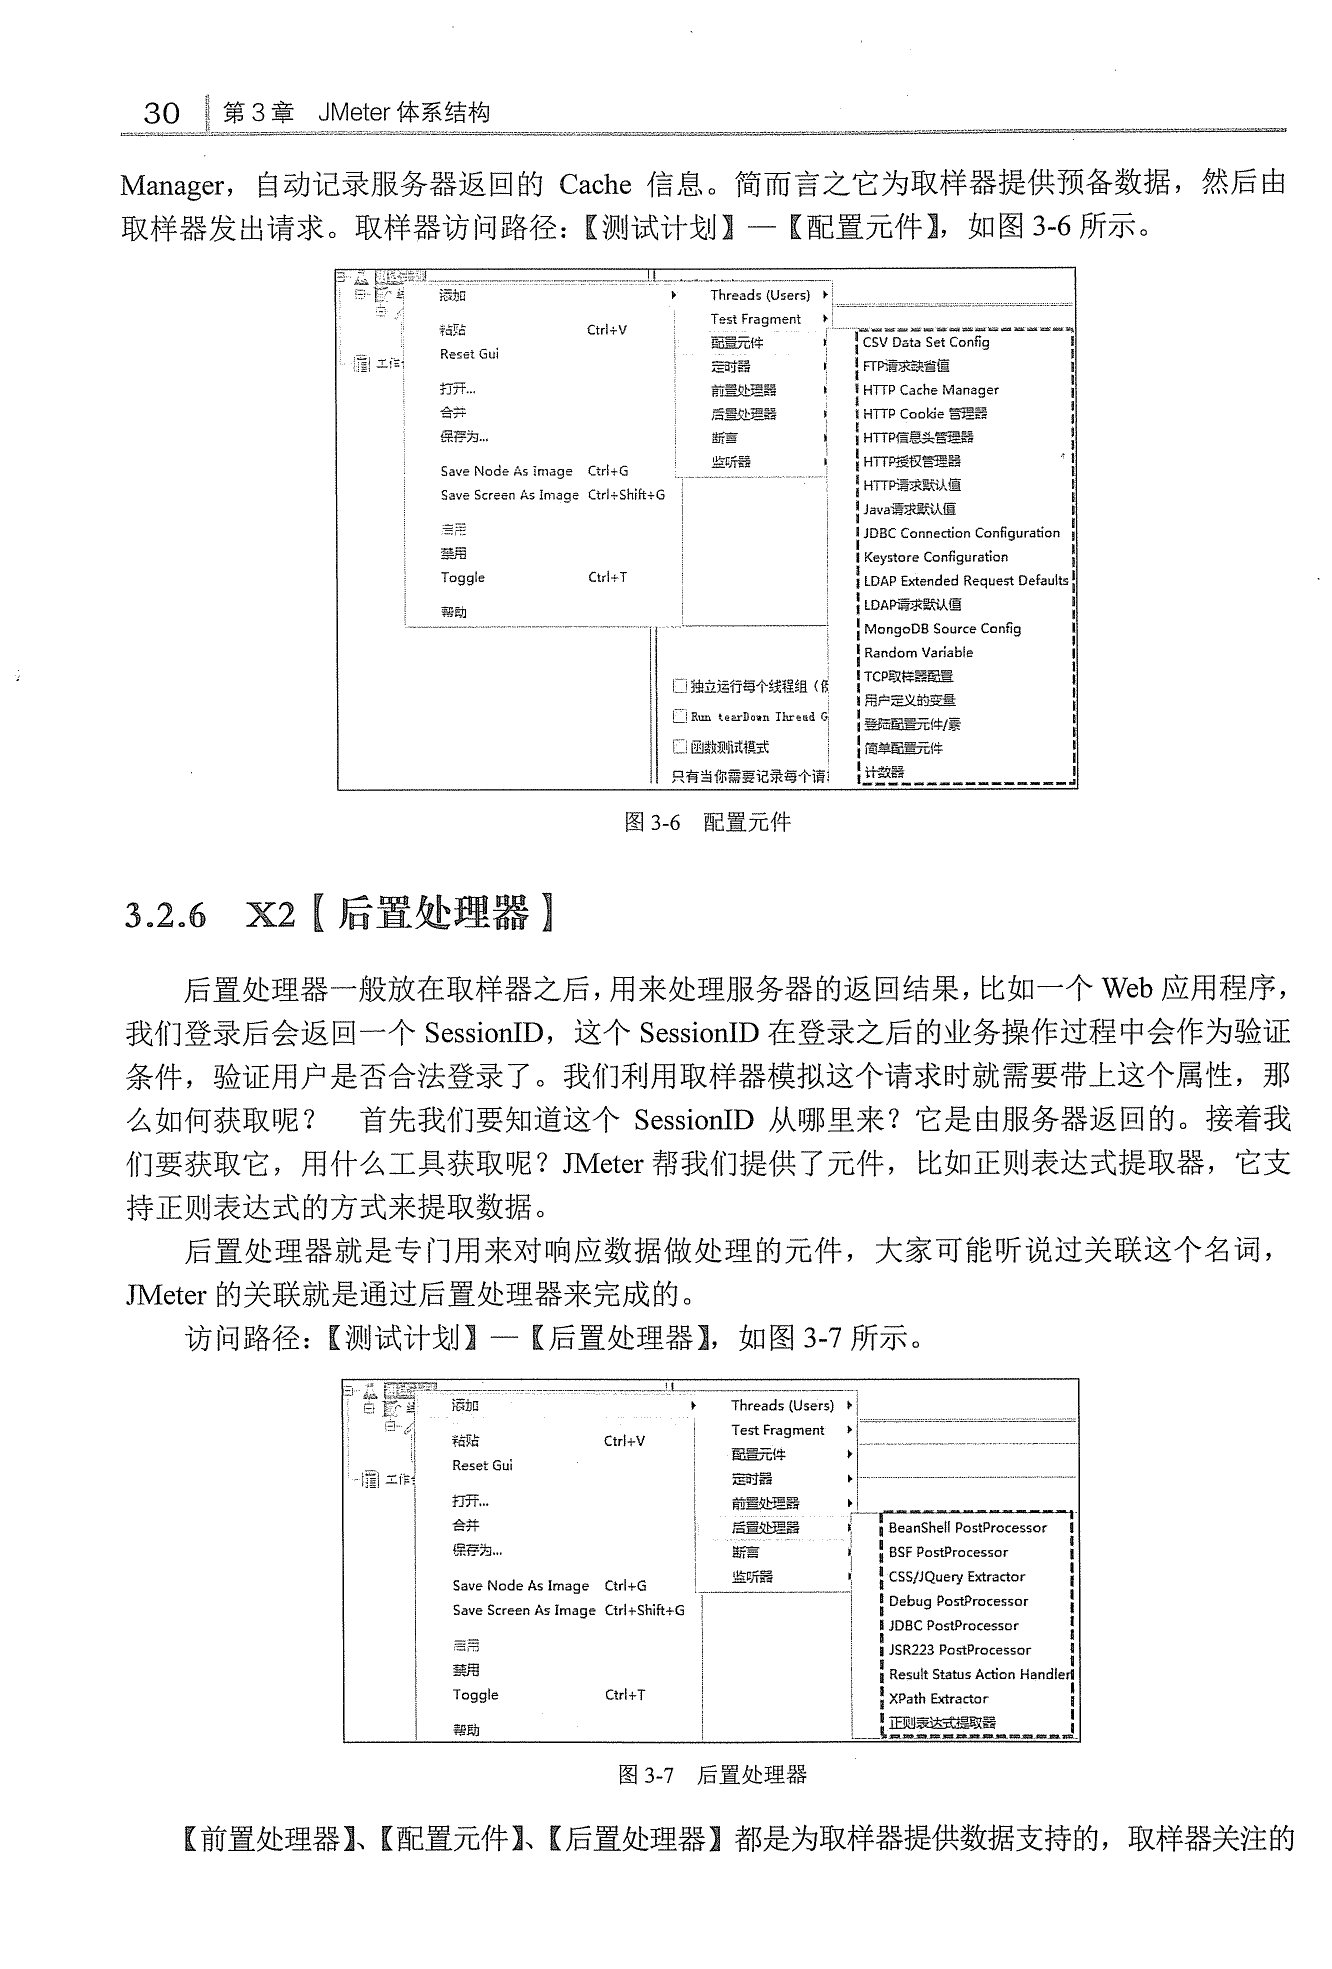 30 第3章 JMeter体系结构
Manager，自动记录服务器返回的 Cache 信息。简而言之它为取样器提供预备数据，然后由
取样器发出请求。取样器访问路径：【测试计划】—【配置元件】，如图 3-6 所示。
添加
粘贴 Ctrl+V
Reset Gui
打开...
合并
保存为...
Save Node As Image Ctrl+G
Save Screen As Image Ctrl+Shift+G
启用
禁用
Toggle Ctrl+T
帮助
工作
Threads (Users)
Test Fragment
配置元件
定时器
前置处理器
后置处理器
断言
监听器
CSV Data Set Config
FTP请求缺省值
HTTP Cache Manager
HTTP Cookie 管理器
HTTP信息头管理器
HTTP授权管理器
HTTP请求默认值
Java请求默认值
JDBC Connection Configuration
Keystore Configuration
LDAP Extended Request Defaults
LDAP请求默认值
MongoDB Source Config
Random Variable
TCP取样器配置
用户定义的变量
登陆配置元件/素
简单配置元件
计数器
独立运行每个线程组（
Run tearDown Thread G
函数测试模式
只有当你需要记录每个请
图 3-6 配置元件
3.2.6 X2【后置处理器】
后置处理器一般放在取样器之后，用来处理服务器的返回结果，比如一个 Web 应用程序，
我们登录后会返回一个 SessionID，这个 SessionID 在登录之后的业务操作过程中会作为验证
条件，验证用户是否合法登录了。我们利用取样器模拟这个请求时就需要带上这个属性，那
么如何获取呢？ 首先我们要知道这个 SessionID 从哪里来？它是由服务器返回的。接着我
们要获取它，用什么工具获取呢？JMeter 帮我们提供了元件，比如正则表达式提取器，它支
持正则表达式的方式来提取数据。
后置处理器就是专门用来对响应数据做处理的元件，大家可能听说过关联这个名词，
JMeter 的关联就是通过后置处理器来完成的。
访问路径：【测试计划】—【后置处理器】，如图 3-7 所示。
添加
粘贴 Ctrl+V
Reset Gui
打开...
合并
保存为...
Save Node As Image Ctrl+G
Save Screen As Image Ctrl+Shift+G
启用
禁用
Toggle Ctrl+T
帮助
工作
Threads (Users)
Test Fragment
配置元件
定时器
前置处理器
后置处理器
断言
监听器
BeanShell PostProcessor
BSF PostProcessor
CSS/JQuery Extractor
Debug PostProcessor
JDBC PostProcessor
JSR223 PostProcessor
Result Status Action Handler
XPath Extractor
正则表达式提取器
图 3-7 后置处理器
【前置处理器】、【配置元件】、【后置处理器】都是为取样器提供数据支持的，取样器关注的